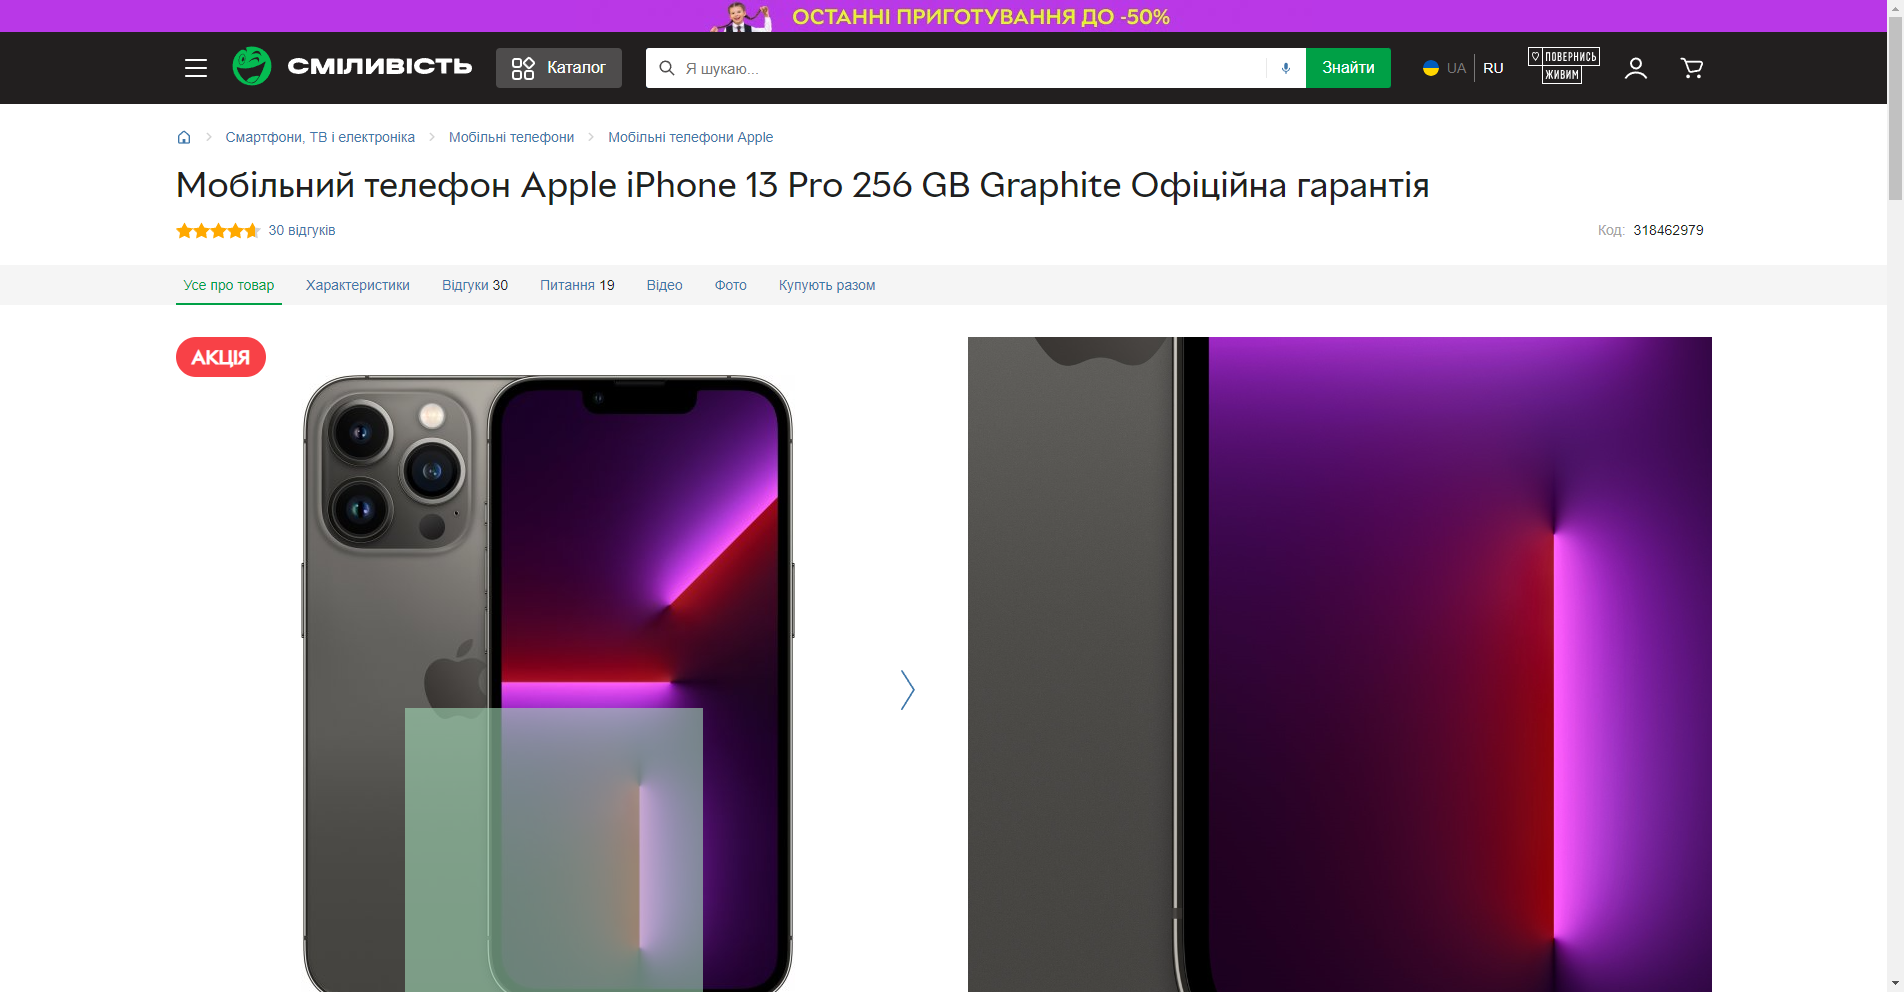 ОСТАННІ ПРИГОТУВАННЯ ДО -50%
СМІЛИВІСТЬ
Каталог
Я шукаю...
Знайти
UA
RU
ПОВЕРНИСЬ
ЖИВИМ
Смартфони, ТВ і електроніка
Мобільні телефони
Мобільні телефони Apple
Мобільний телефон Apple iPhone 13 Pro 256 GB Graphite Офіційна гарантія
30 відгуків
Код: 318462979
Усе про товар
Характеристики
Відгуки 30
Питання 19
Відео
Фото
Купують разом
АКЦІЯ